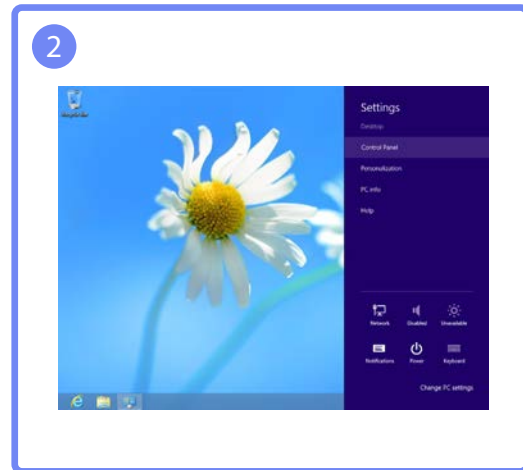 2
Settings
Desktop
Control Panel
Personalization
PC info
Help
Network
Disabled
Unavailable
Notifications
Power
Keyboard
Change PC settings